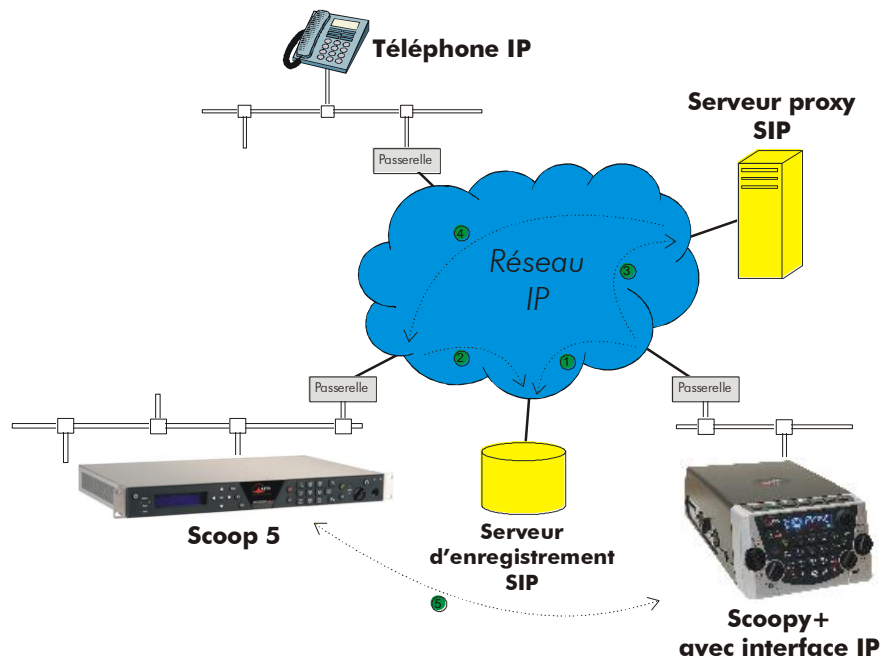 Téléphone IP
Serveur proxy
SIP
Passerelle
4
Réseau
IP
3
2
1
Passerelle
Passerelle
Scoop 5
Serveur
d'enregistrement
SIP
5
Scoopy+
avec interface IP